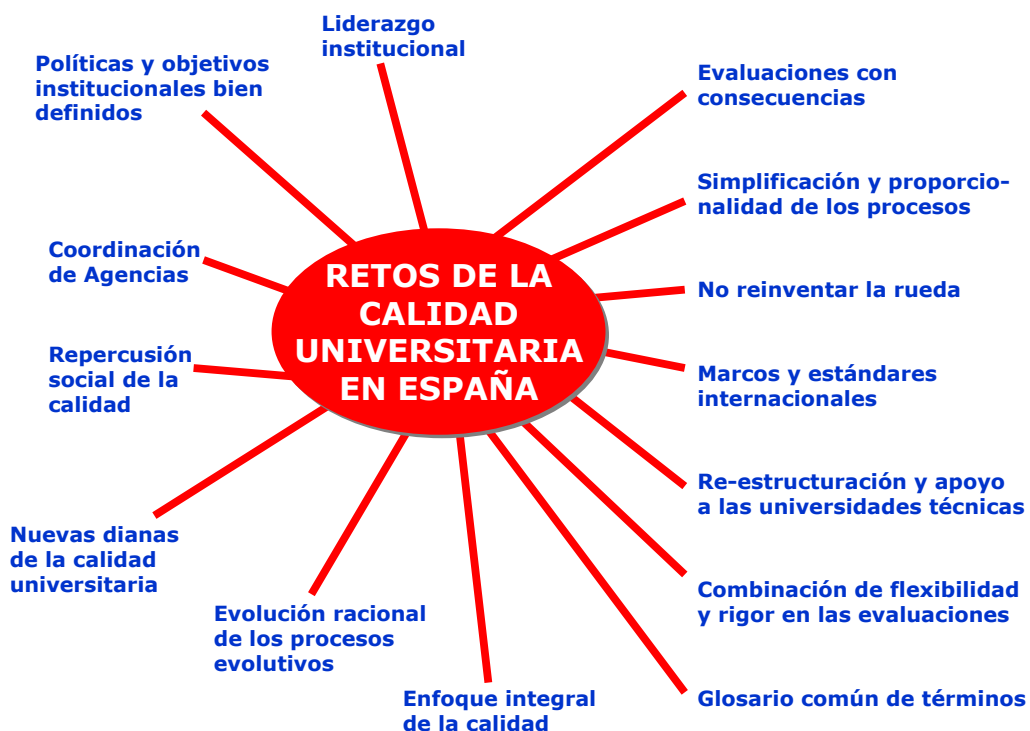 Liderazgo
institucional
Políticas y objetivos
institucionales bien
definidos
Evaluaciones con
consecuencias
Simplificación y proporcio-
nalidad de los procesos
Coordinación
de Agencias
RETOS DE LA
CALIDAD
UNIVERSITARIA
EN ESPAÑA
No reinventar la rueda
Repercusión
social de la
calidad
Marcos y estándares
internacionales
Re-estructuración y apoyo
a las universidades técnicas
Nuevas dianas
de la calidad
universitaria
Combinación de flexibilidad
y rigor en las evaluaciones
Evolución racional
de los procesos
evolutivos
Enfoque integral
de la calidad
Glosario común de términos